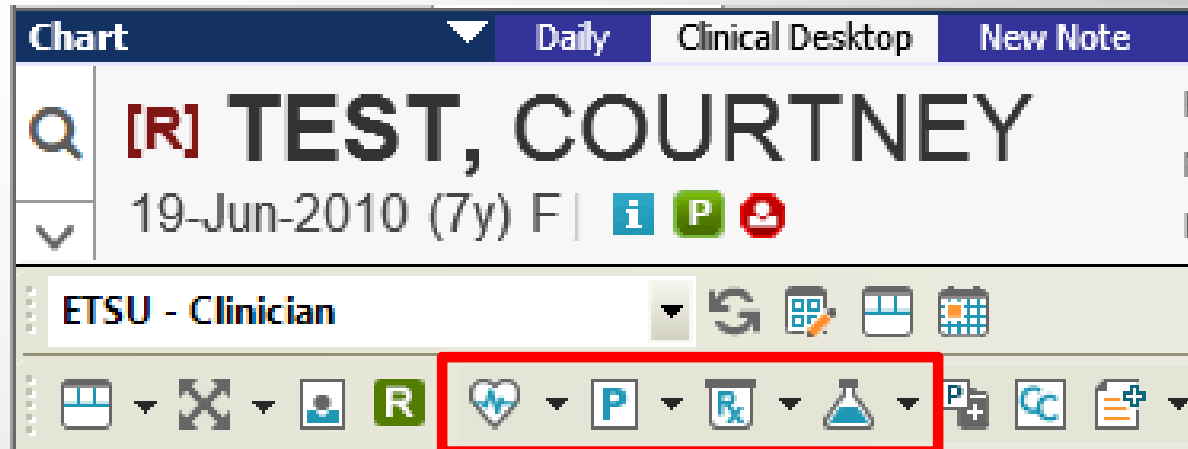 Chart Daily Clinical Desktop New Note
[R] TEST, COURTNEY
19-Jun-2010 (7y) F | i P
ETSU - Clinician
R P Rx P CC